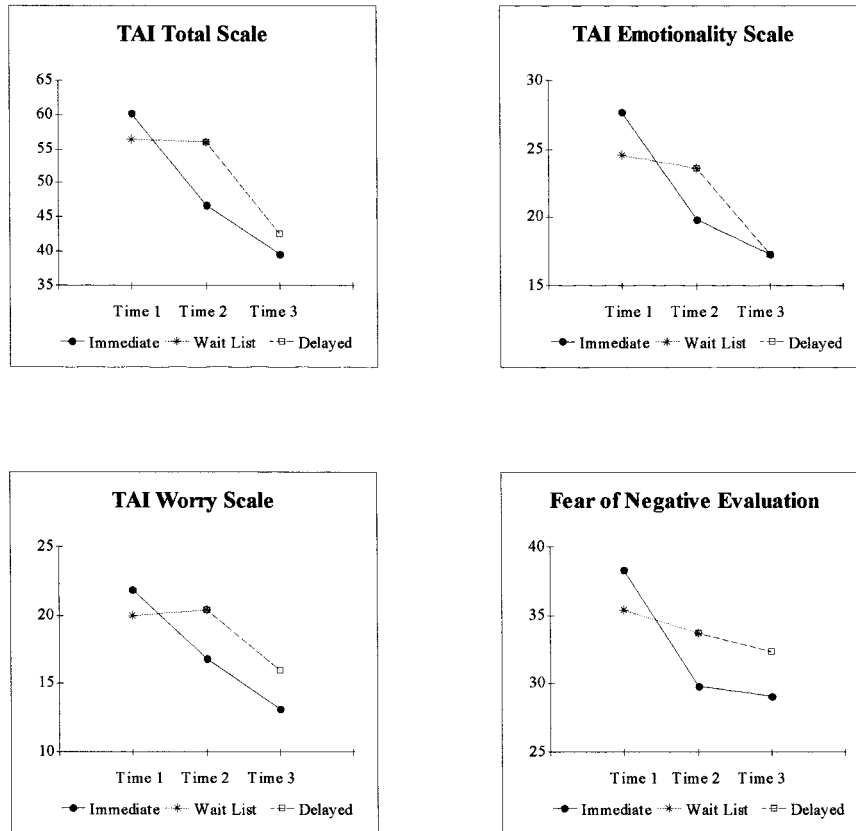 TAI Total Scale
65
60
55
50
45
40
35
Time 1 Time 2 Time 3
Immediate Wait List Delayed
TAI Emotionality Scale
30
25
20
15
Time 1 Time 2 Time 3
Immediate Wait List Delayed
TAI Worry Scale
25
20
15
10
Time 1 Time 2 Time 3
Immediate Wait List Delayed
Fear of Negative Evaluation
40
35
30
25
Time 1 Time 2 Time 3
Immediate Wait List Delayed